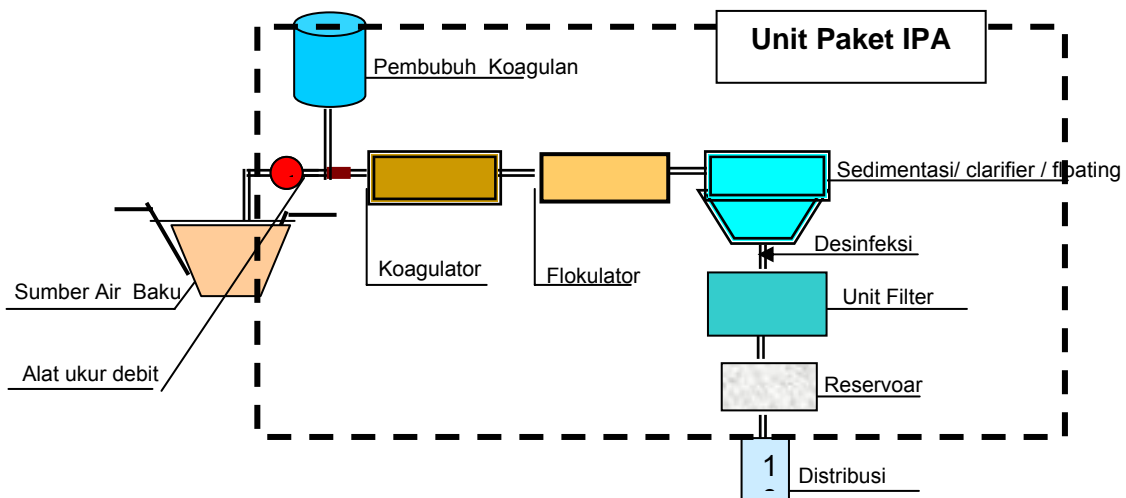 Unit Paket IPA
Pembubuh Koagulan
Sedimentasi/ clarifier / floating
Desinfeksi
Koagulator
Flokulator
Sumber Air Baku
Unit Filter
Alat ukur debit
Reservoar
1
Distribusi